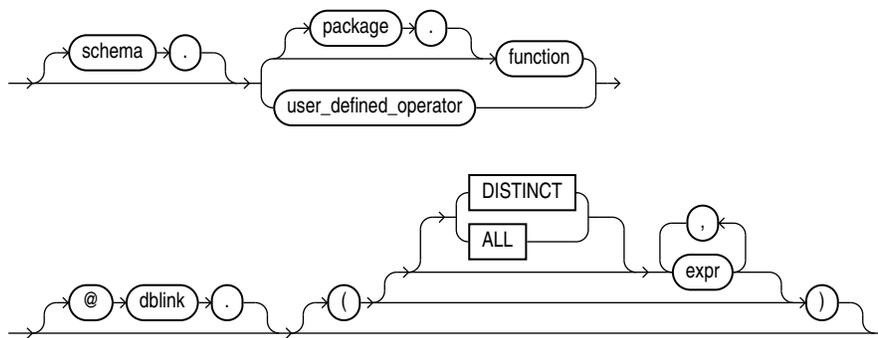 package .
schema .
function
user_defined_operator
DISTINCT
,
ALL
expr
@ dblink . ( )